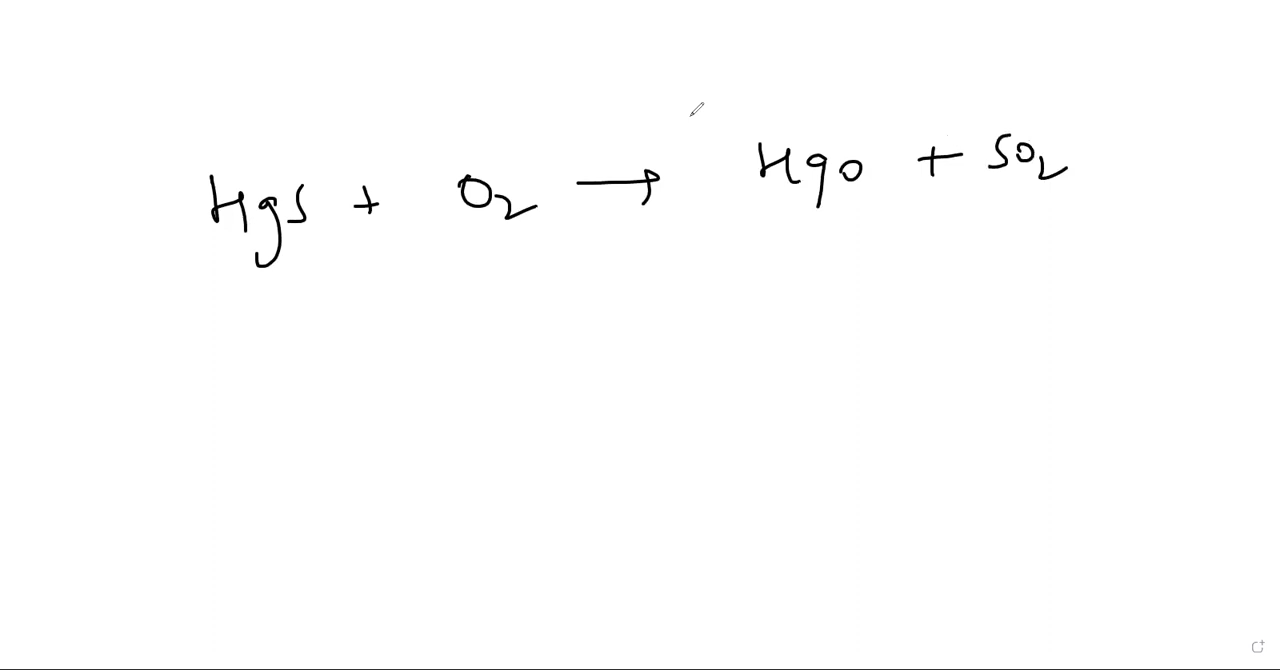 HgS + O₂ → HgO + SO₂